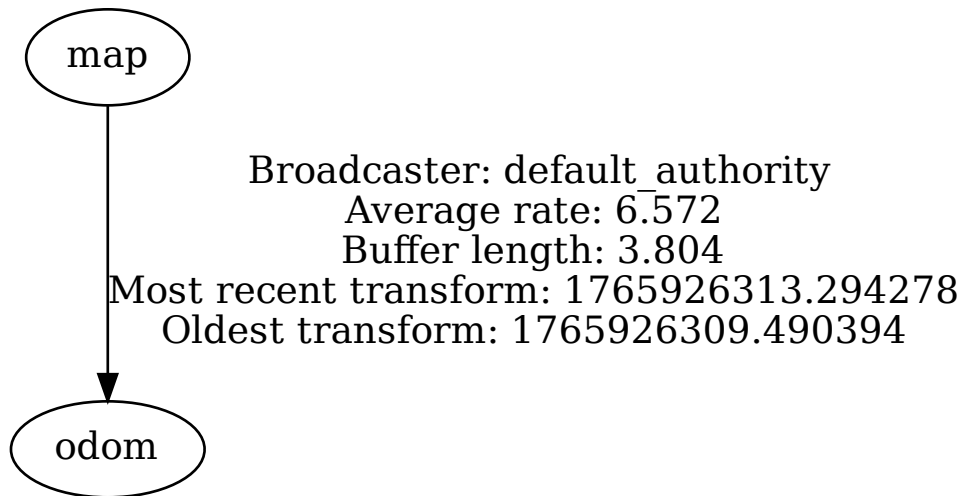 map
Broadcaster: default_authority
Average rate: 6.572
Buffer length: 3.804
Most recent transform: 1765926313.294278
Oldest transform: 1765926309.490394
odom